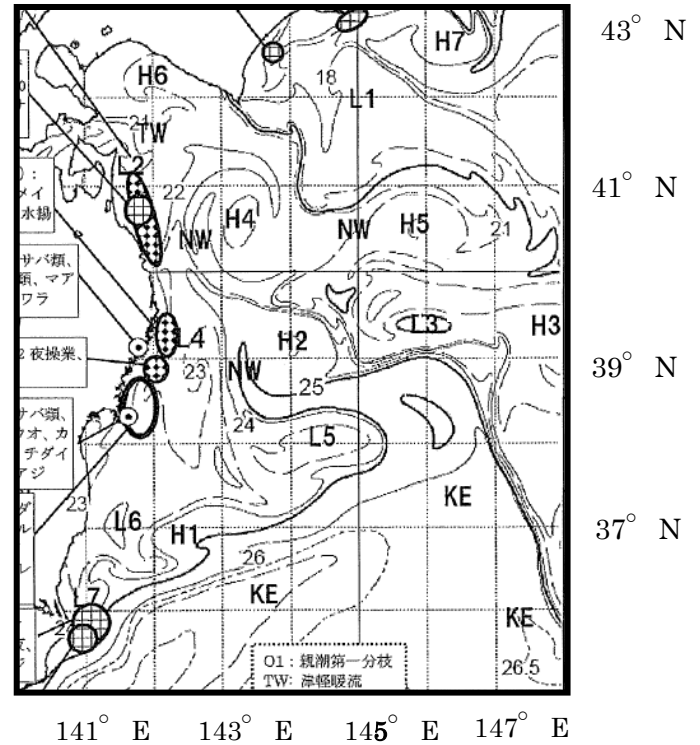 43° N
H7
H6
18
L1
TW
L2
22
41° N
メイ
水揚
H4
NW
NW
H5
21
サバ類、
類、マア
ワラ
L3
H3
2 夜操業、
L4
H2
39° N
23
NW
25
サバ類、
ウオ、カ
チダイ
アジ
24
L5
23
KE
L6
H1
37° N
26
KE
7
KE
O1：親潮第一分枝
TW: 津軽暖流
26.5
141° E
143° E
145° E
147° E